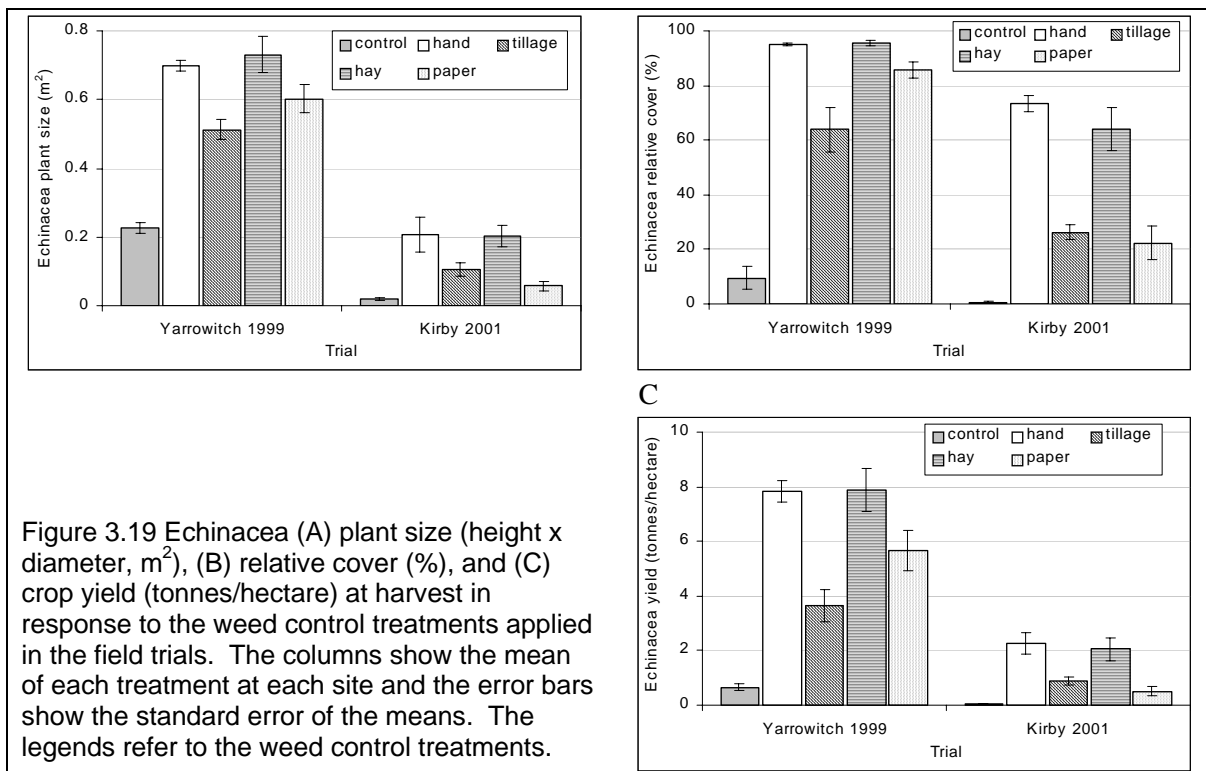 0.8
0.6
0.4
0.2
0
Echinacea plant size (m²)
control hand tillage
hay paper
Yarrowitch 1999 Kirby 2001
Trial
100
80
60
40
20
0
Echinacea relative cover (%)
control hand tillage
hay paper
Yarrowitch 1999 Kirby 2001
Trial
C
10
8
6
4
2
0
Echinacea yield (tonnes/hectare)
control hand tillage
hay paper
Yarrowitch 1999 Kirby 2001
Trial
Figure 3.19 Echinacea (A) plant size (height x
diameter, m²), (B) relative cover (%), and (C)
crop yield (tonnes/hectare) at harvest in
response to the weed control treatments applied
in the field trials. The columns show the mean
of each treatment at each site and the error bars
show the standard error of the means. The
legends refer to the weed control treatments.